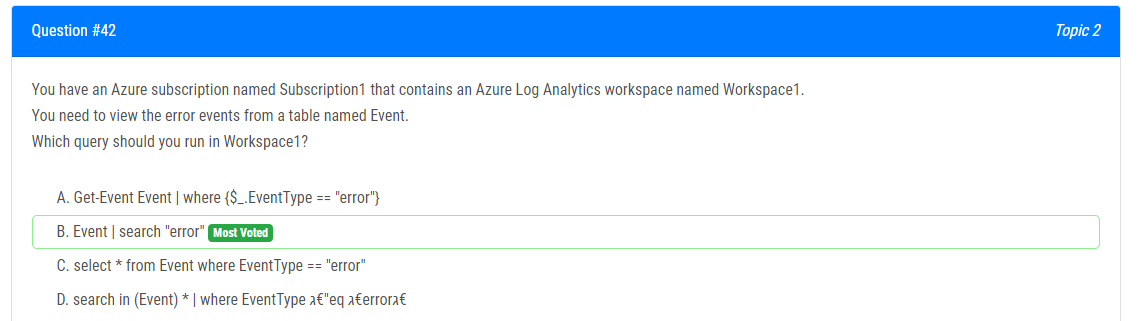 Question #42
Topic 2
You have an Azure subscription named Subscription1 that contains an Azure Log Analytics workspace named Workspace1.
You need to view the error events from a table named Event.
Which query should you run in Workspace1?
A. Get-Event Event | where {$_.EventType == "error"}
B. Event | search "error" Most Voted
C. select * from Event where EventType == "error"
D. search in (Event) * | where EventType ג€"eq ג€errorג€